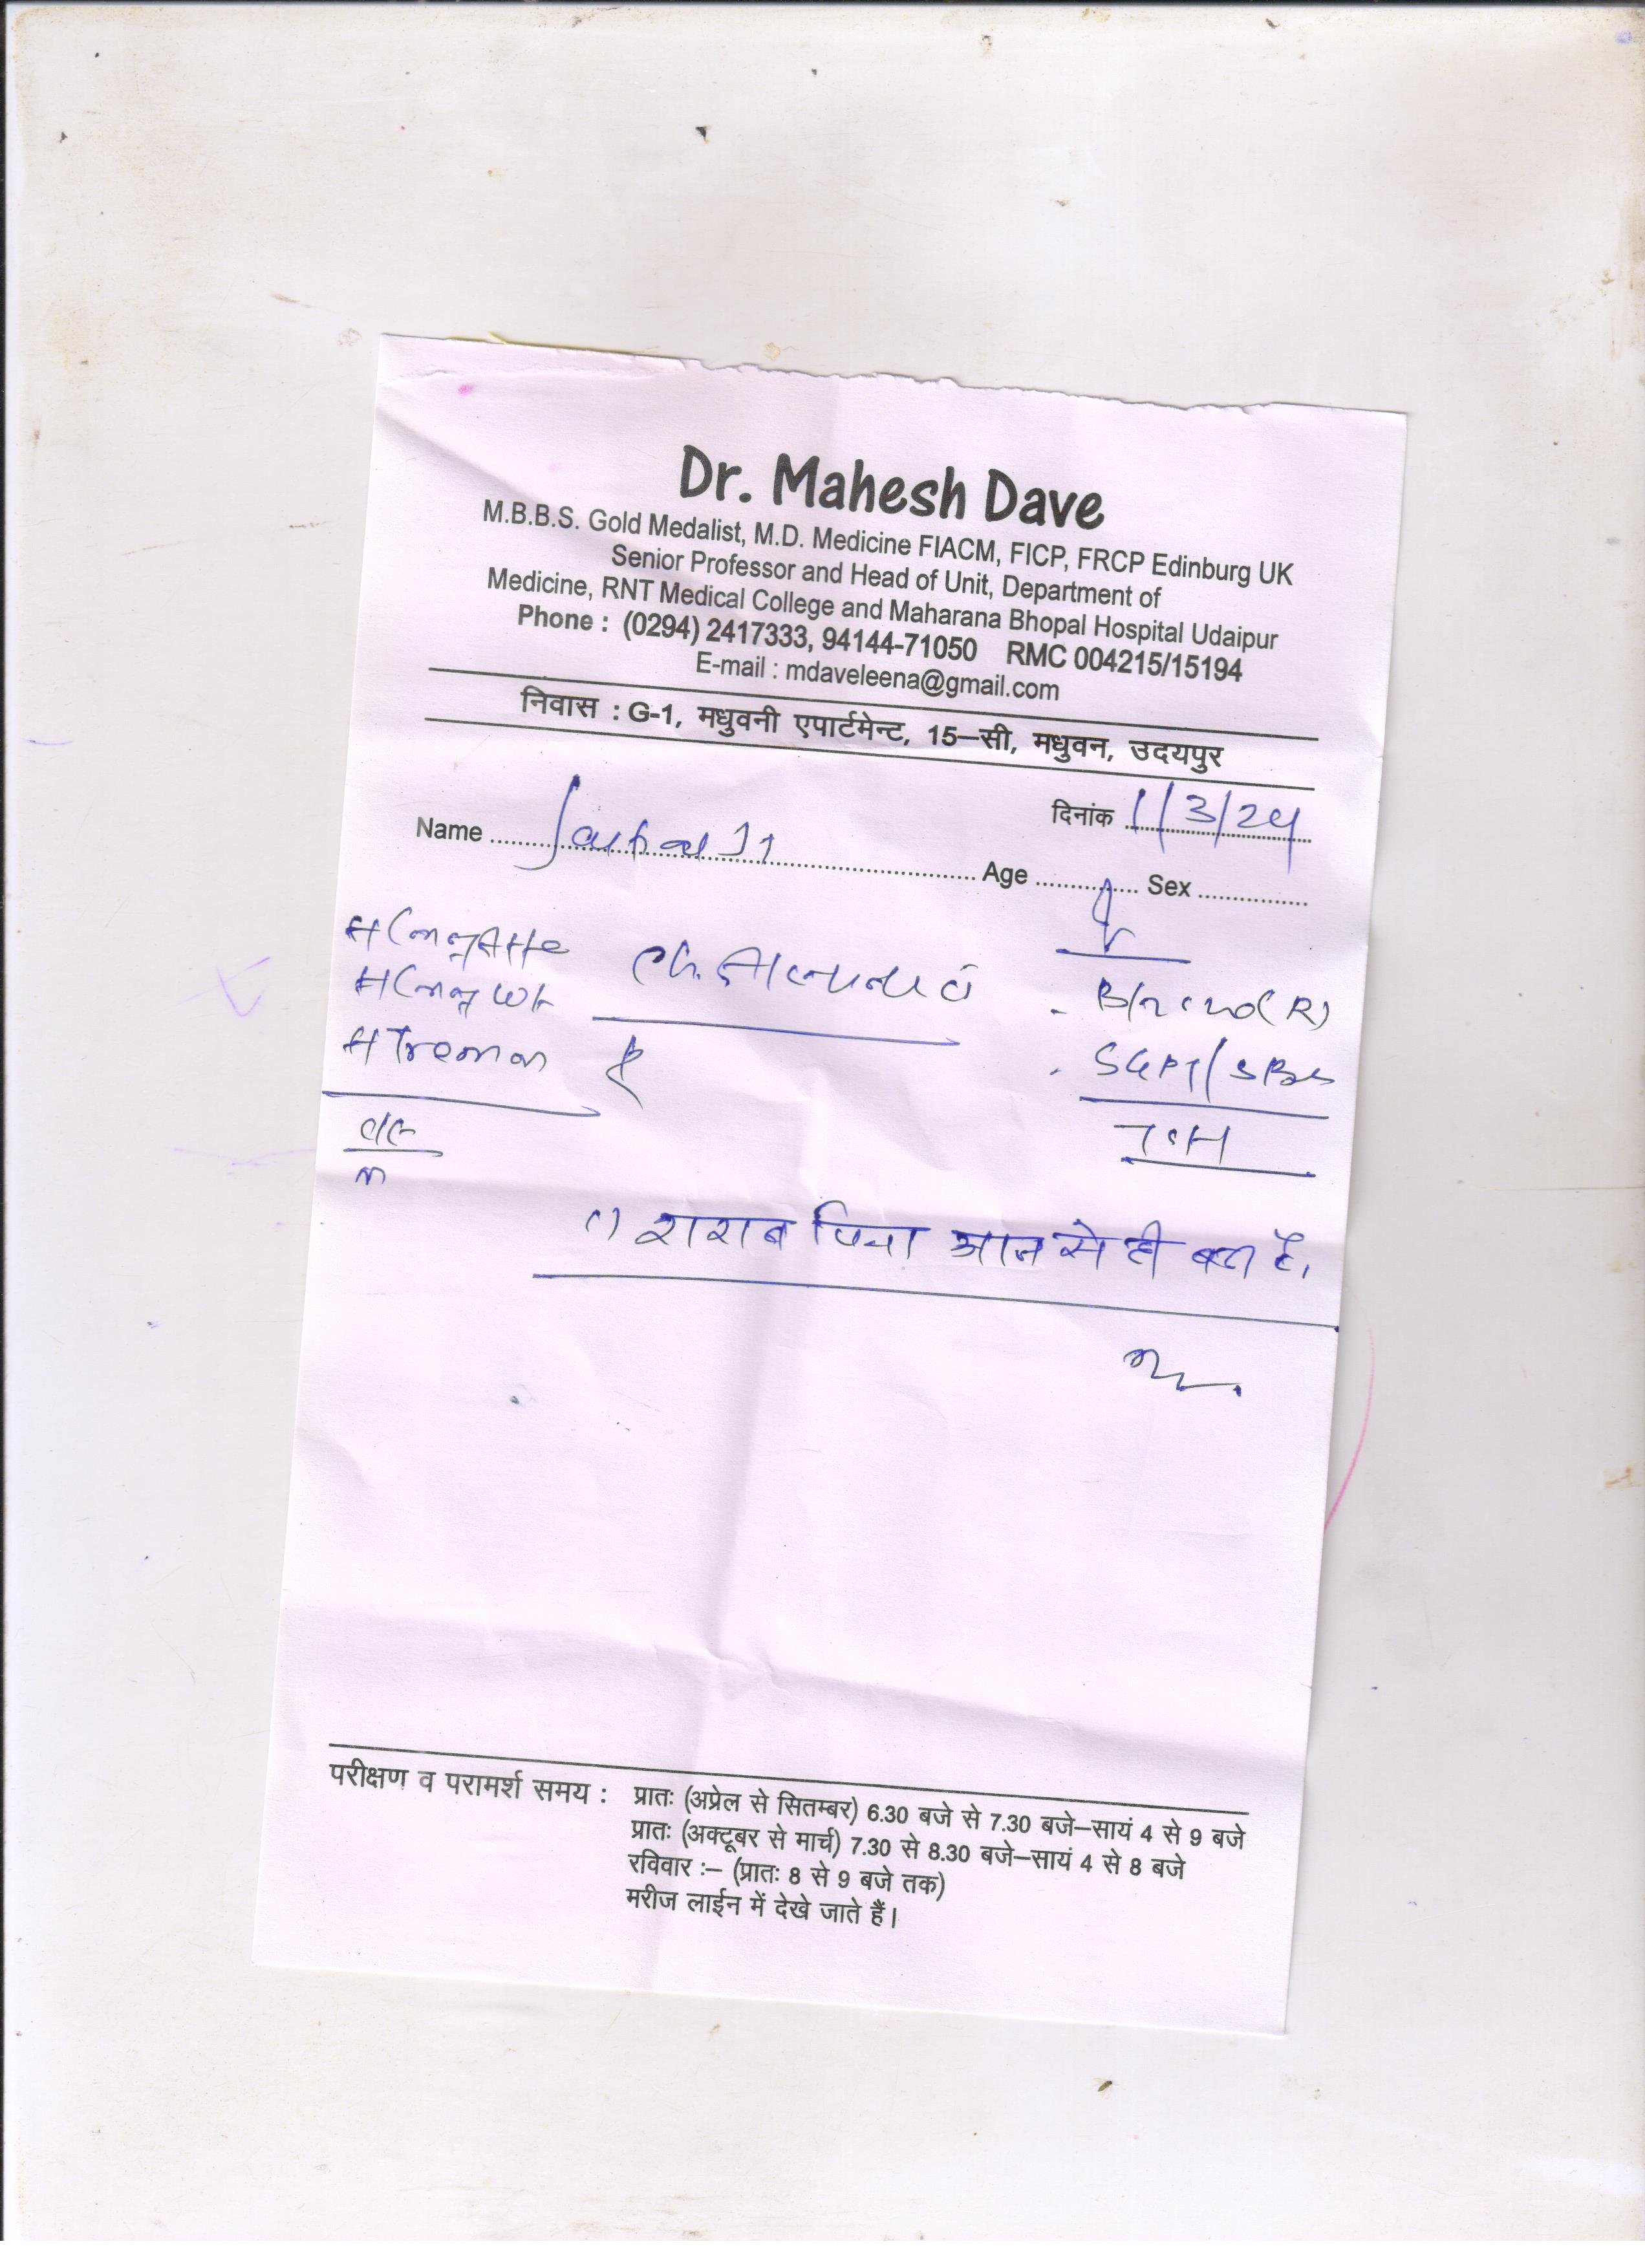 Dr. Mahesh Dave
M.B.B.S. Gold Medalist, M.D. Medicine FIACM, FICP, FRCP Edinburg UK
Senior Professor and Head of Unit, Department of
Medicine, RNT Medical College and Maharana Bhopal Hospital Udaipur
Phone : (0294) 2417333, 94144-71050 RMC 004215/15194
E-mail : mdaveleena@gmail.com
निवास : G-1, मधुवनी एपार्टमेन्ट, 15–सी, मधुवन, उदयपुर
दिनांक 1/3/24
Name Age Sex
SGPT/
शराब पिना आज से ही बन्द है,
परीक्षण व परामर्श समय : प्रातः (अप्रेल से सितम्बर) 6.30 बजे से 7.30 बजे–सायं 4 से 9 बजे
प्रातः (अक्टूबर से मार्च) 7.30 से 8.30 बजे–सायं 4 से 8 बजे
रविवार :– (प्रातः 8 से 9 बजे तक)
मरीज लाईन में देखे जाते हैं।